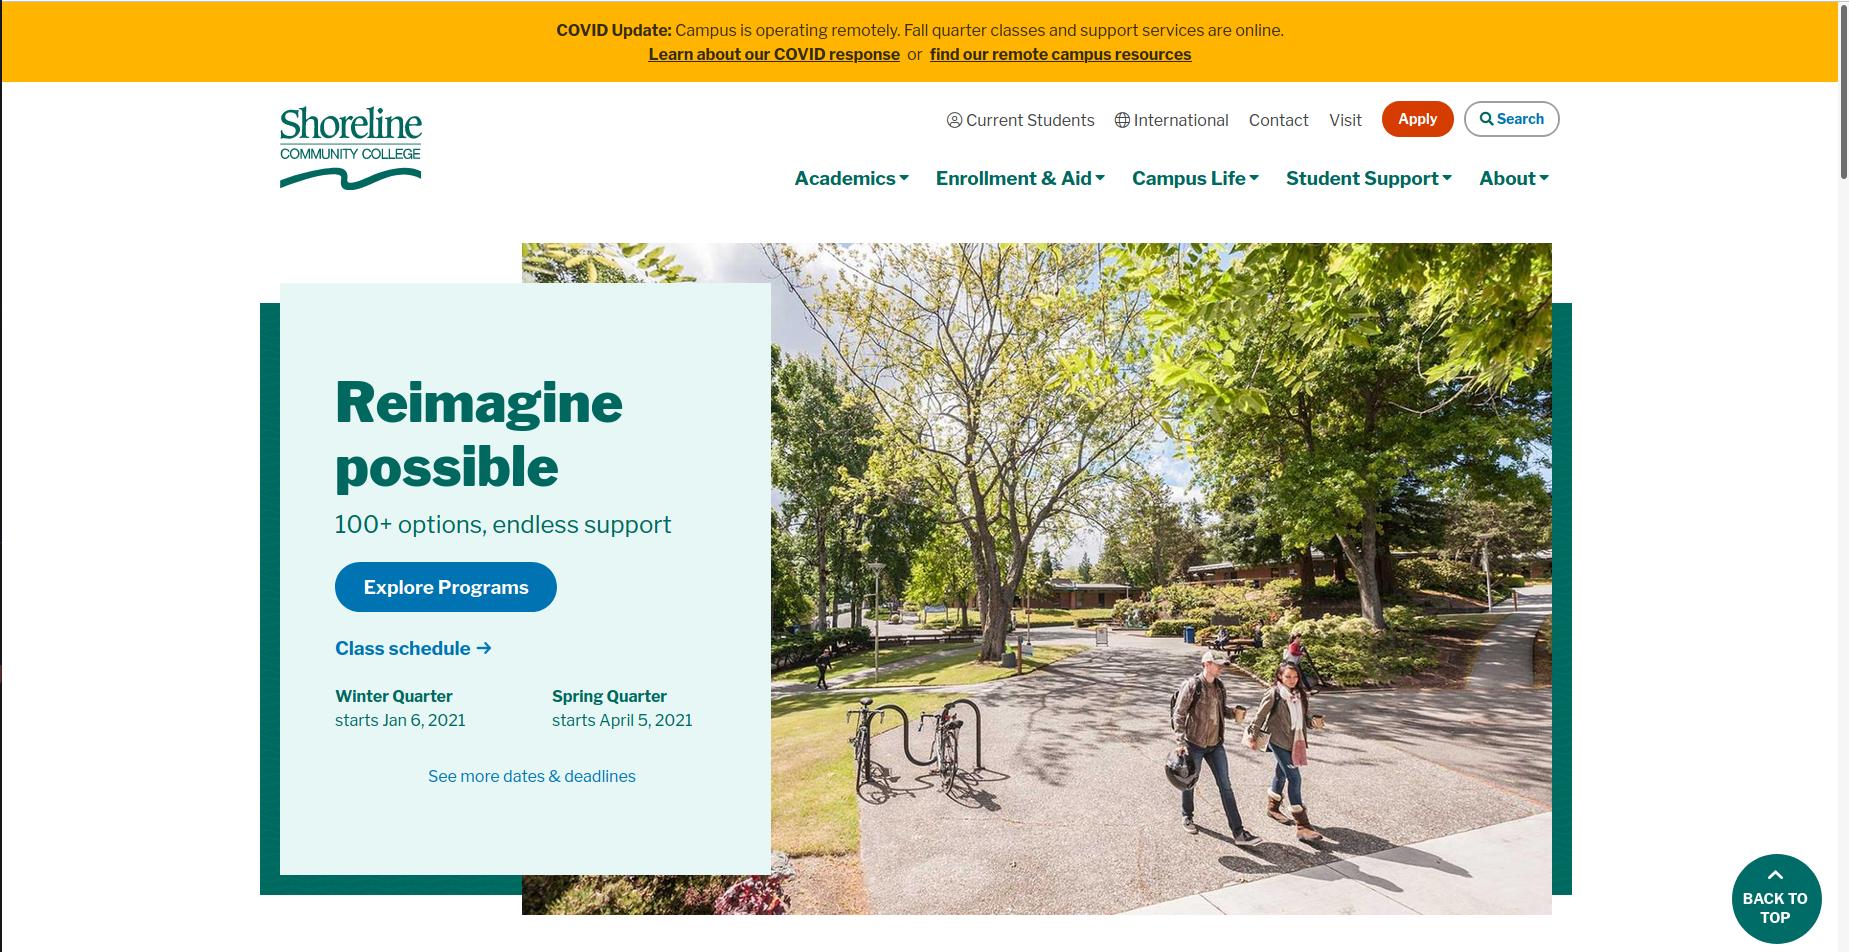 COVID Update: Campus is operating remotely. Fall quarter classes and support services are online.
Learn about our COVID response or find our remote campus resources
Shoreline
COMMUNITY COLLEGE
Current Students International Contact Visit Apply Search
Academics Enrollment & Aid Campus Life Student Support About
Reimagine
possible
100+ options, endless support
Explore Programs
Class schedule →
Winter Quarter Spring Quarter
starts Jan 6, 2021 starts April 5, 2021
See more dates & deadlines
BACK TO
TOP